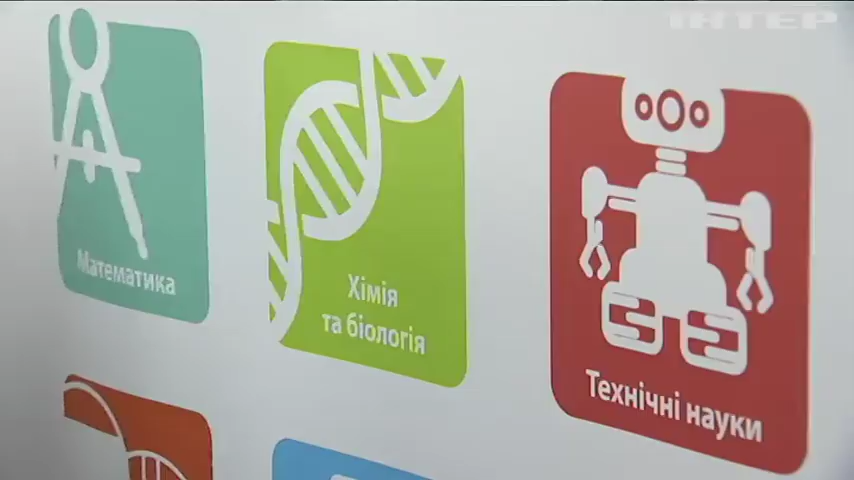 ІНТЕР
Математика
Хімія
та біологія
Технічні науки